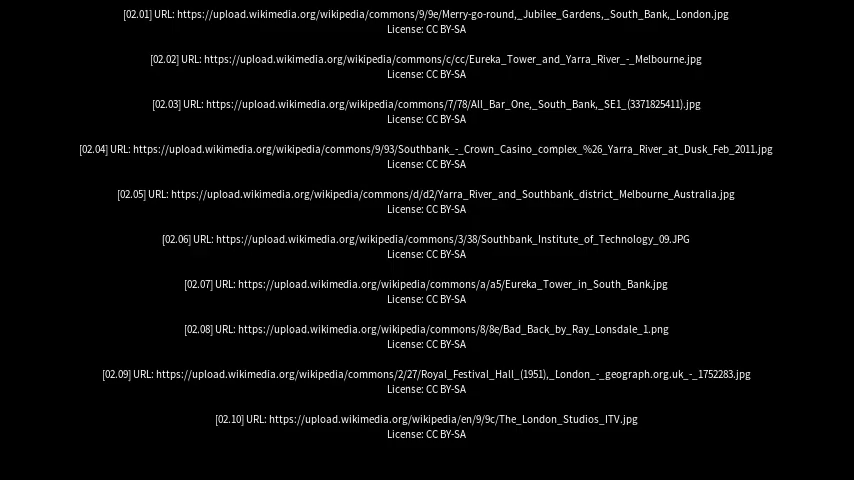 [02.01] URL: https://upload.wikimedia.org/wikipedia/commons/9/9e/Merry-go-round,_Jubilee_Gardens,_South_Bank,_London.jpg
License: CC BY-SA
[02.02] URL: https://upload.wikimedia.org/wikipedia/commons/c/cc/Eureka_Tower_and_Yarra_River_-_Melbourne.jpg
License: CC BY-SA
[02.03] URL: https://upload.wikimedia.org/wikipedia/commons/7/78/All_Bar_One,_South_Bank,_SE1_(3371825411).jpg
License: CC BY-SA
[02.04] URL: https://upload.wikimedia.org/wikipedia/commons/9/93/Southbank_-_Crown_Casino_complex_%26_Yarra_River_at_Dusk_Feb_2011.jpg
License: CC BY-SA
[02.05] URL: https://upload.wikimedia.org/wikipedia/commons/d/d2/Yarra_River_and_Southbank_district_Melbourne_Australia.jpg
License: CC BY-SA
[02.06] URL: https://upload.wikimedia.org/wikipedia/commons/3/38/Southbank_Institute_of_Technology_09.JPG
License: CC BY-SA
[02.07] URL: https://upload.wikimedia.org/wikipedia/commons/a/a5/Eureka_Tower_in_South_Bank.jpg
License: CC BY-SA
[02.08] URL: https://upload.wikimedia.org/wikipedia/commons/8/8e/Bad_Back_by_Ray_Lonsdale_1.png
License: CC BY-SA
[02.09] URL: https://upload.wikimedia.org/wikipedia/commons/2/27/Royal_Festival_Hall_(1951),_London_-_geograph.org.uk_-_1752283.jpg
License: CC BY-SA
[02.10] URL: https://upload.wikimedia.org/wikipedia/en/9/9c/The_London_Studios_ITV.jpg
License: CC BY-SA